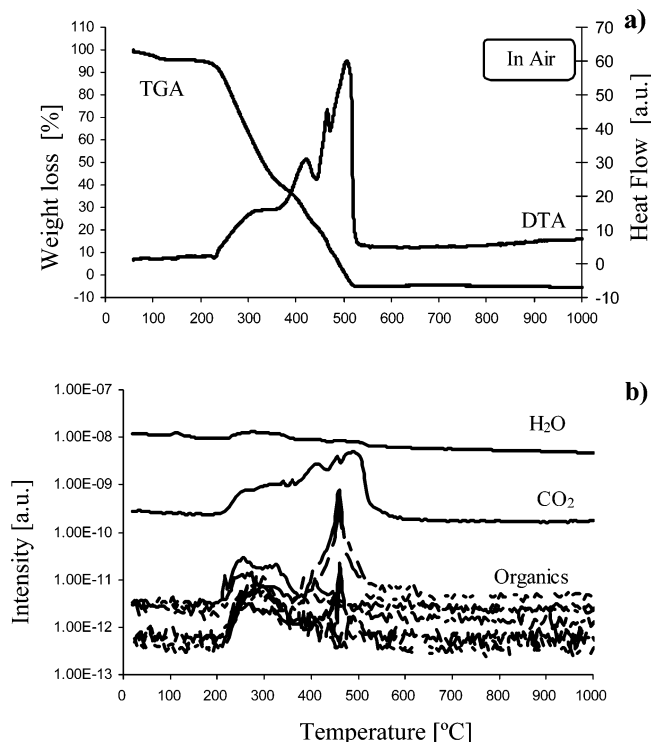 a)
110
100
90
80
70
60
50
40
30
20
10
0
-10
Weight loss [%]
TGA
In Air
DTA
70
60
50
40
30
20
10
0
-10
Heat Flow [a.u.]
0 100 200 300 400 500 600 700 800 900 1000
b)
1.00E-07
1.00E-08
1.00E-09
1.00E-10
1.00E-11
1.00E-12
1.00E-13
Intensity [a.u.]
H₂O
CO₂
Organics
0 100 200 300 400 500 600 700 800 900 1000
Temperature [ºC]